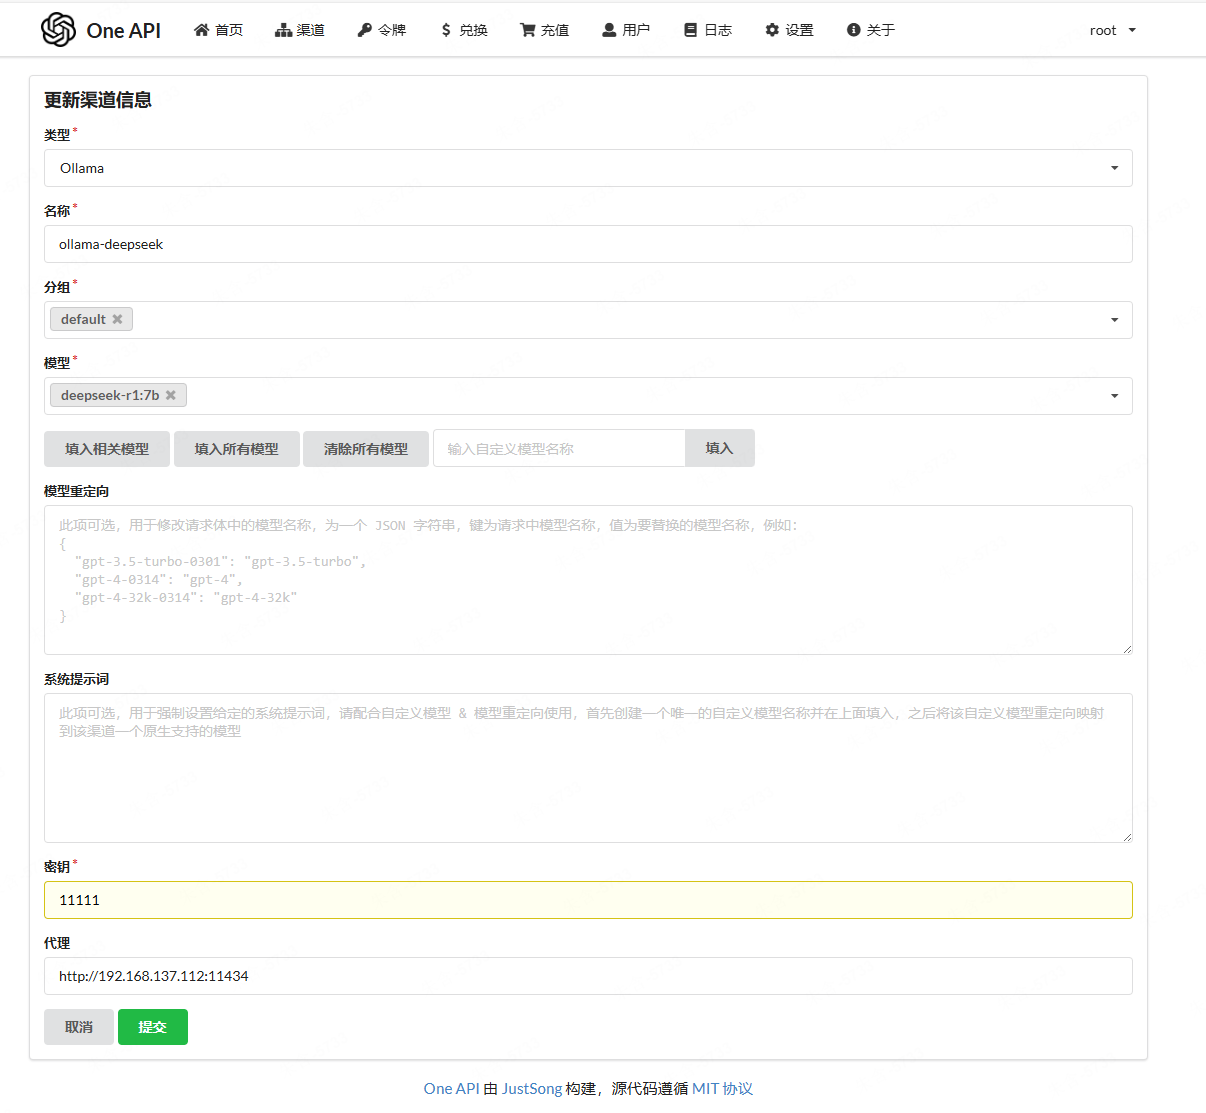 One API 首页 渠道 令牌 兑换 充值 用户 日志 设置 关于 root
更新渠道信息
类型*
Ollama
名称*
ollama-deepseek
分组*
default
模型*
deepseek-r1:7b
填入相关模型 填入所有模型 清除所有模型 输入自定义模型名称 填入
模型重定向
此项可选，用于修改请求体中的模型名称，为一个 JSON 字符串，键为请求中模型名称，值为要替换的模型名称，例如：
{
"gpt-3.5-turbo-0301": "gpt-3.5-turbo",
"gpt-4-0314": "gpt-4",
"gpt-4-32k-0314": "gpt-4-32k"
}
系统提示词
此项可选，用于强制设置给定的系统提示词，请配合自定义模型 & 模型重定向使用，首先创建一个唯一的自定义模型名称并在上面填入，之后将该自定义模型重定向映射
到该渠道一个原生支持的模型
密钥*
11111
代理
http://192.168.137.112:11434
取消 提交
One API 由 JustSong 构建，源代码遵循 MIT 协议